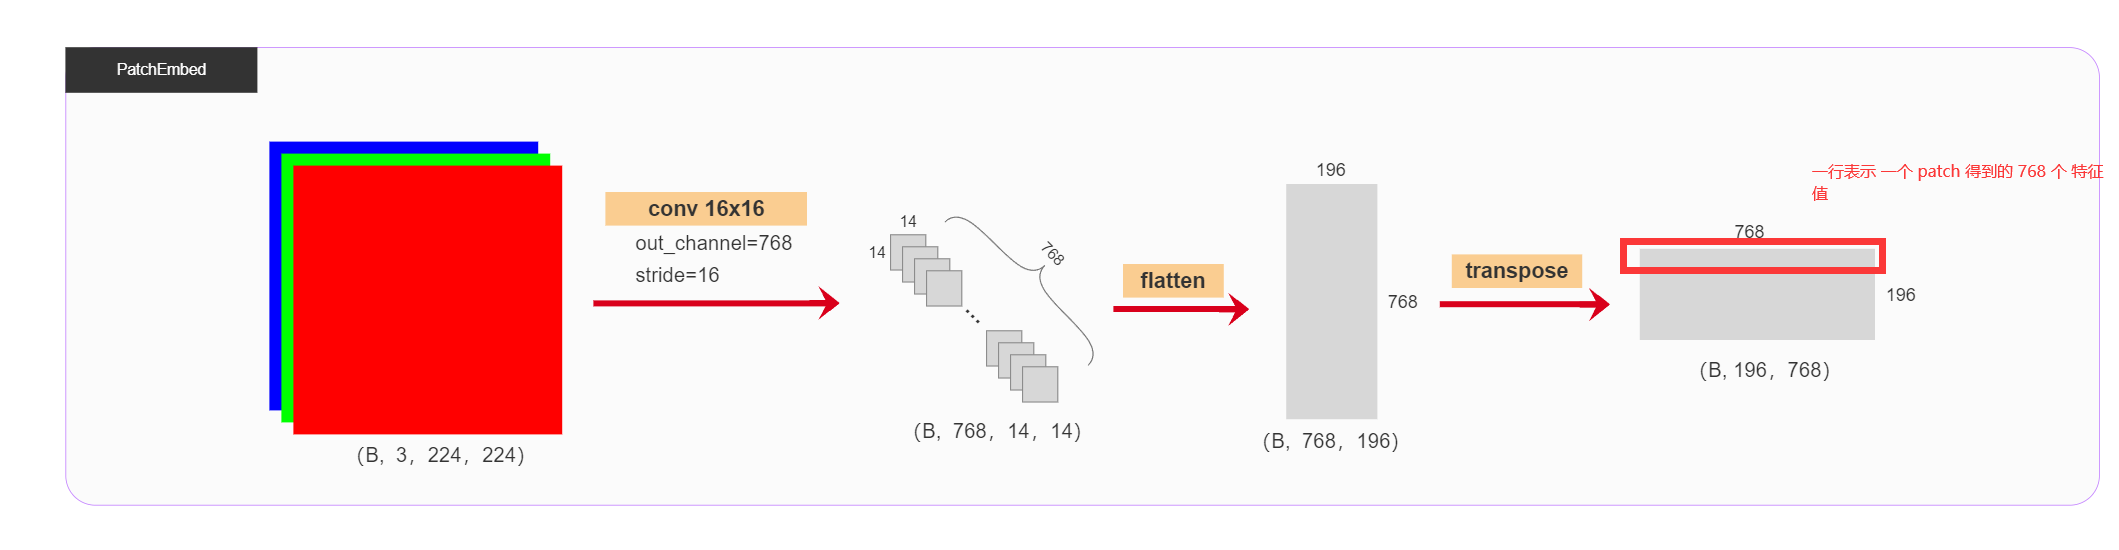 PatchEmbed
conv 16x16
out_channel=768
stride=16
(B, 3, 224, 224)
14
14
768
(B, 768, 14, 14)
flatten
196
768
(B, 768, 196)
transpose
一行表示 一个 patch 得到的 768 个 特征
值
768
196
(B, 196, 768)